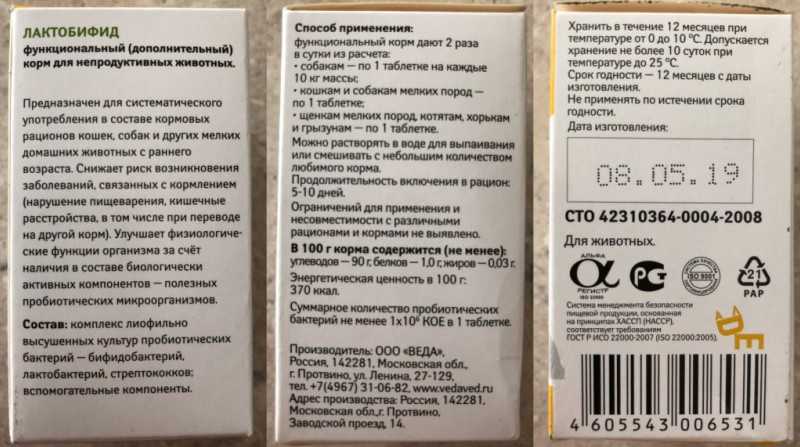 ЛАКТОБИФИД
функциональный (дополнительный)
корм для непродуктивных животных.
Предназначен для систематического
употребления в составе кормовых
рационов кошек, собак и других мелких
домашних животных с раннего
возраста. Снижает риск возникновения
заболеваний, связанных с кормлением
(нарушение пищеварения, кишечные
расстройства, в том числе при переводе
на другой корм). Улучшает физиологиче-
ские функции организма за счёт
наличия в составе биологически
активных компонентов — полезных
пробиотических микроорганизмов.
Состав: комплекс лиофильно
высушенных культур пробиотических
бактерий — бифидобактерий,
лактобактерий, стрептококков;
вспомогательные компоненты.
Способ применения:
функциональный корм дают 2 раза
в сутки из расчета:
• собакам — по 1 таблетке на каждые
10 кг массы;
• кошкам и собакам мелких пород —
по 1 таблетке;
• щенкам мелких пород, котятам, хорькам
и грызунам — по 1 таблетке.
Можно растворять в воде для выпаивания
или смешивать с небольшим количеством
любимого корма.
Продолжительность включения в рацион:
5-10 дней.
Ограничений для применения и
несовместимости с различными
рационами и кормами не выявлено.
В 100 г корма содержится (не менее):
углеводов – 90 г, белков – 1,0 г, жиров – 0,03 г.
Энергетическая ценность в 100 г:
370 ккал.
Суммарное количество пробиотических
бактерий не менее 1x10⁶ КОЕ в 1 таблетке.
Производитель: ООО «ВЕДА»,
Россия, 142281, Московская обл.,
г. Протвино, ул. Ленина, 27-129,
тел. +7(4967) 31-06-82, www.vedaved.ru
Адрес производства: Россия, 142281,
Московская обл.,г. Протвино,
Заводской проезд, 14.
Хранить в течение 12 месяцев при
температуре от 0 до 10 °С. Допускается
хранение не более 10 суток при
температуре до 25 °С.
Срок годности — 12 месяцев с даты
изготовления.
Не применять по истечении срока
годности.
Дата изготовления:
08.05.19
СТО 42310364-0004-2008
Для животных.
АЛЬФА
РЕГИСТР
ISO 22000
РСТ
ISO 9001
21
PAP
Система менеджмента безопасности
пищевой продукции, основанная
на принципах ХАССП (HACCP),
соответствует требованиям
ГОСТ Р ИСО 22000-2007 (ISO 22000:2005).
4 605543 006531